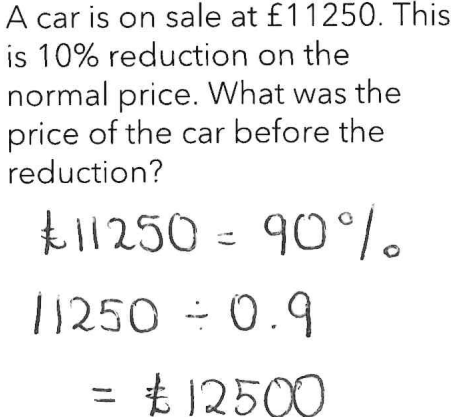 A car is on sale at £11250. This
is 10% reduction on the
normal price. What was the
price of the car before the
reduction?
£11250 = 90%
11250 ÷ 0.9
= £12500